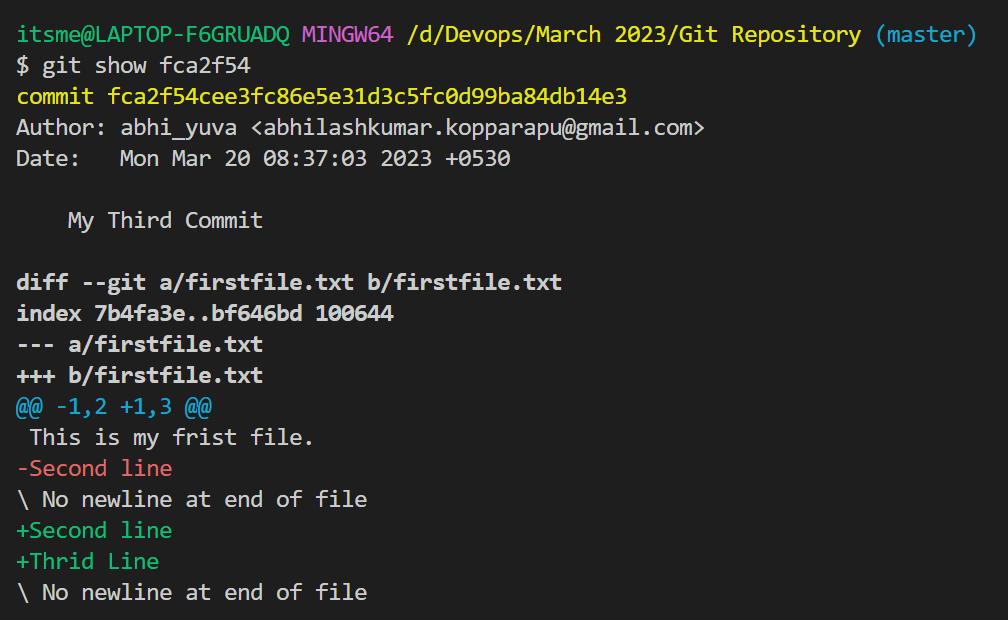 itsme@LAPTOP-F6GRUADQ MINGW64 /d/Devops/March 2023/Git Repository (master)
$ git show fca2f54
commit fca2f54cee3fc86e5e31d3c5fc0d99ba84db14e3
Author: abhi_yuva <abhilashkumar.kopparapu@gmail.com>
Date:   Mon Mar 20 08:37:03 2023 +0530

    My Third Commit

diff --git a/firstfile.txt b/firstfile.txt
index 7b4fa3e..bf646bd 100644
--- a/firstfile.txt
+++ b/firstfile.txt
@@ -1,2 +1,3 @@
 This is my frist file.
-Second line
\ No newline at end of file
+Second line
+Thrid Line
\ No newline at end of file